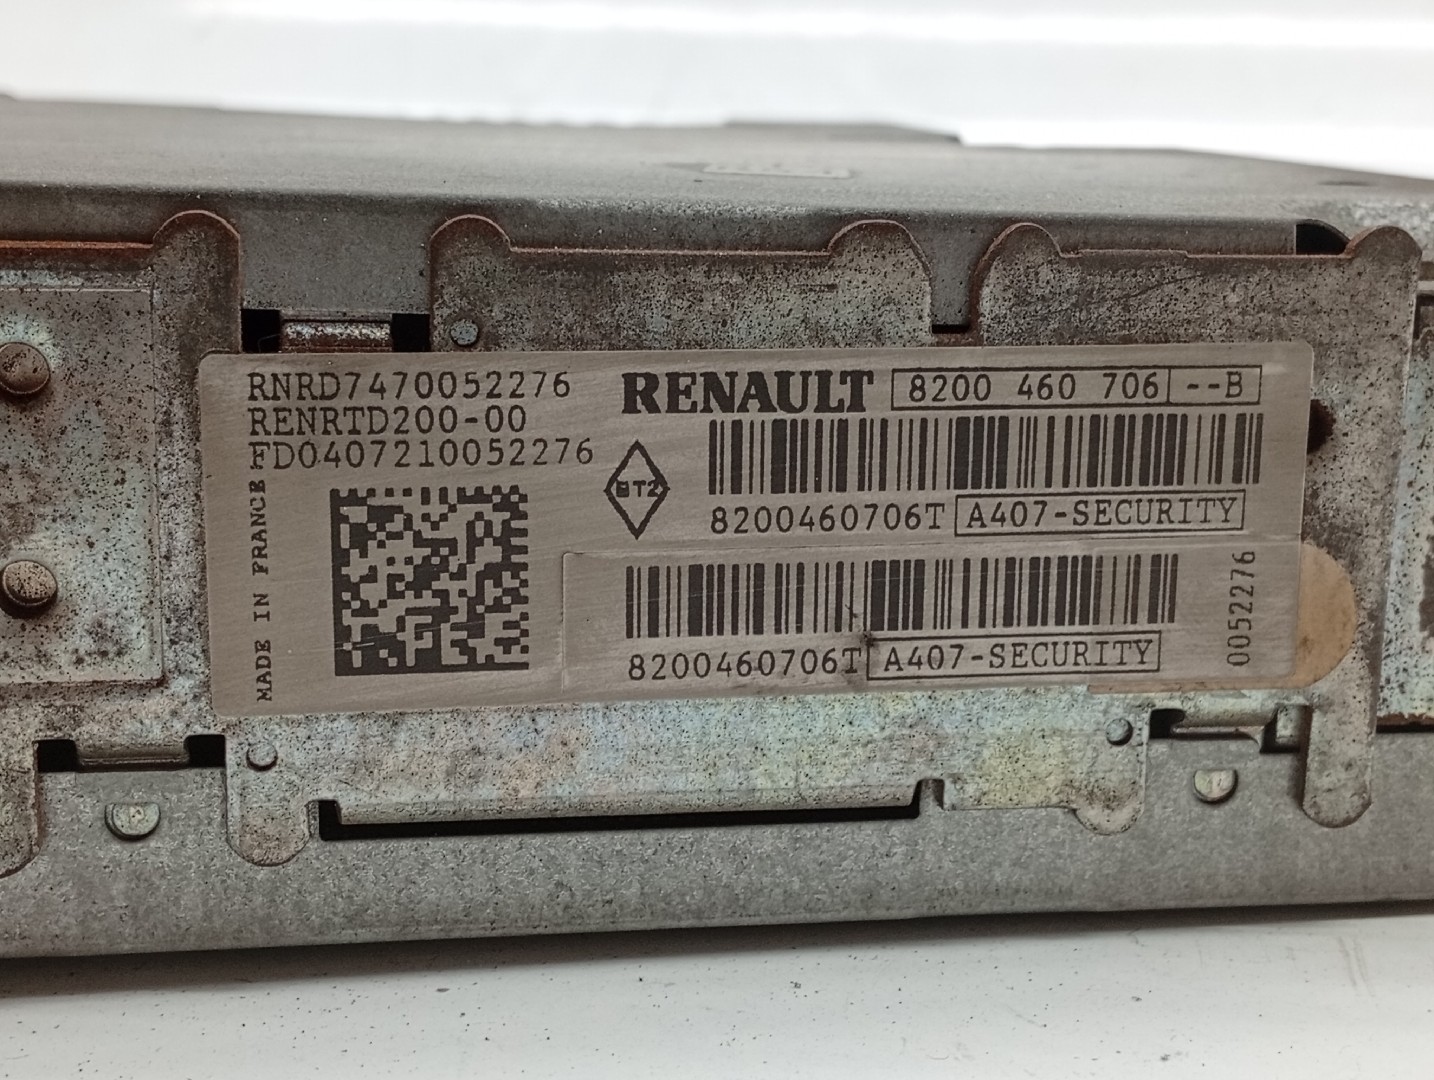 RNRD7470052276
RENRTD200-00
FD0407210052276
MADE IN FRANCE
RENAULT 8200 460 706 --B
BT2
8200460706T A407-SECURITY
8200460706T A407-SECURITY
0052276